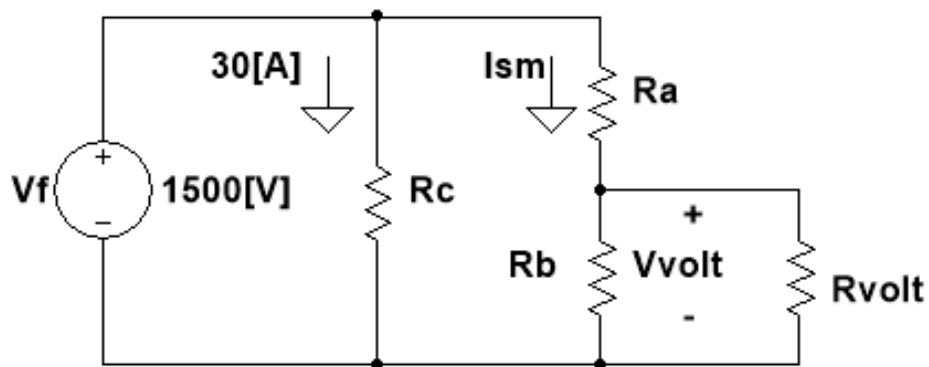 30[A]
Ism
Ra
Vf
+
−
1500[V]
Rc
Rb
+
Vvolt
-
Rvolt